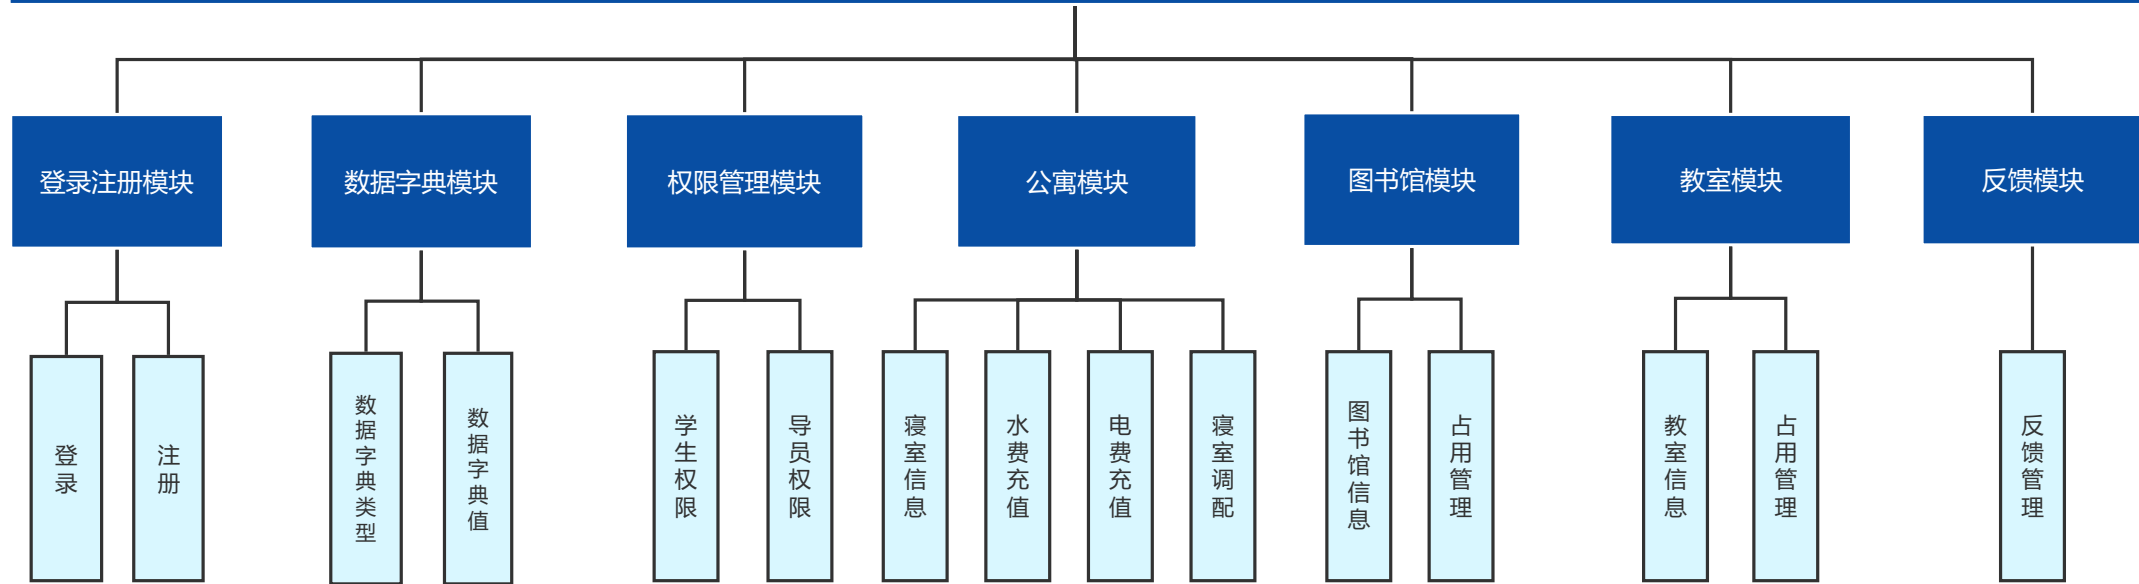 登录注册模块
数据字典模块
权限管理模块
公寓模块
图书馆模块
教室模块
反馈模块
登录
注册
数据字典类型
数据字典值
学生权限
导员权限
寝室信息
水费充值
电费充值
寝室调配
图书馆信息
占用管理
教室信息
占用管理
反馈管理